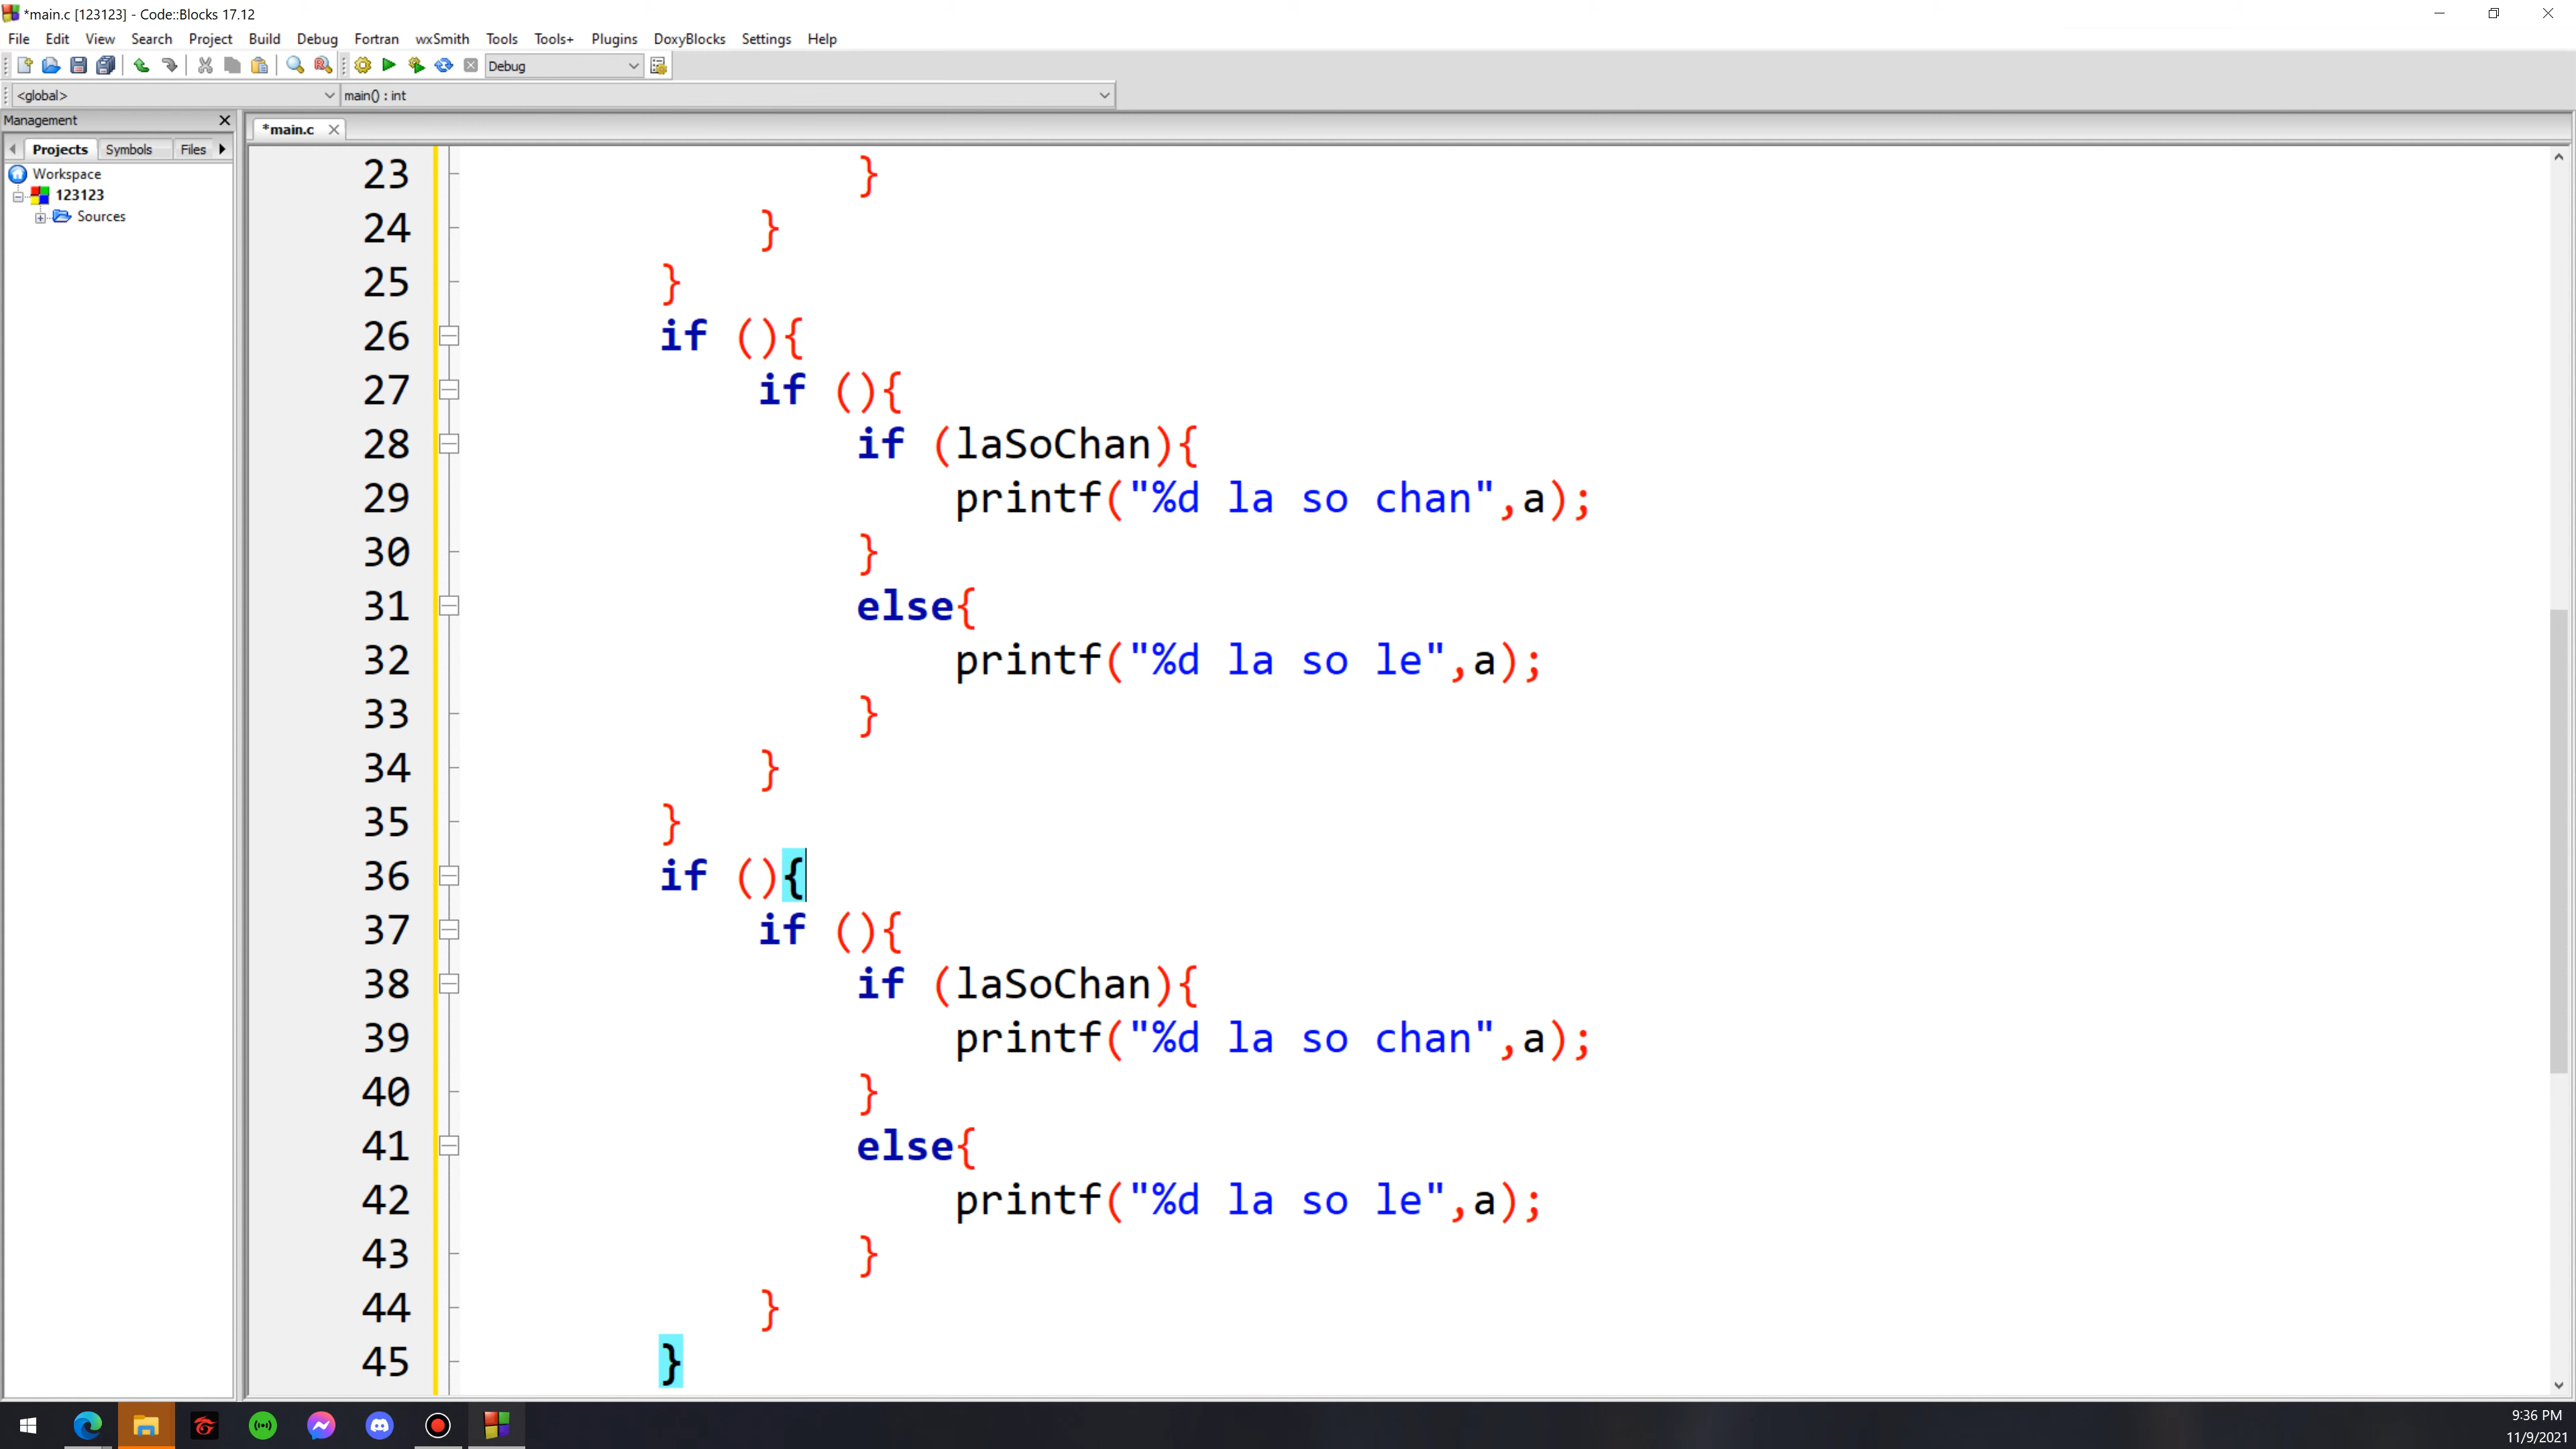 *main.c [123123] - Code::Blocks 17.12
File Edit View Search Project Build Debug Fortran wxSmith Tools Tools+ Plugins DoxyBlocks Settings Help
Debug
<global> main() : int
Management
*main.c
Projects Symbols Files
Workspace
123123
Sources
23 }
24 }
25 }
26 if (){
27 if (){
28 if (laSoChan){
29 printf("%d la so chan",a);
30 }
31 else{
32 printf("%d la so le",a);
33 }
34 }
35 }
36 if (){
37 if (){
38 if (laSoChan){
39 printf("%d la so chan",a);
40 }
41 else{
42 printf("%d la so le",a);
43 }
44 }
45 }
9:36 PM
11/9/2021